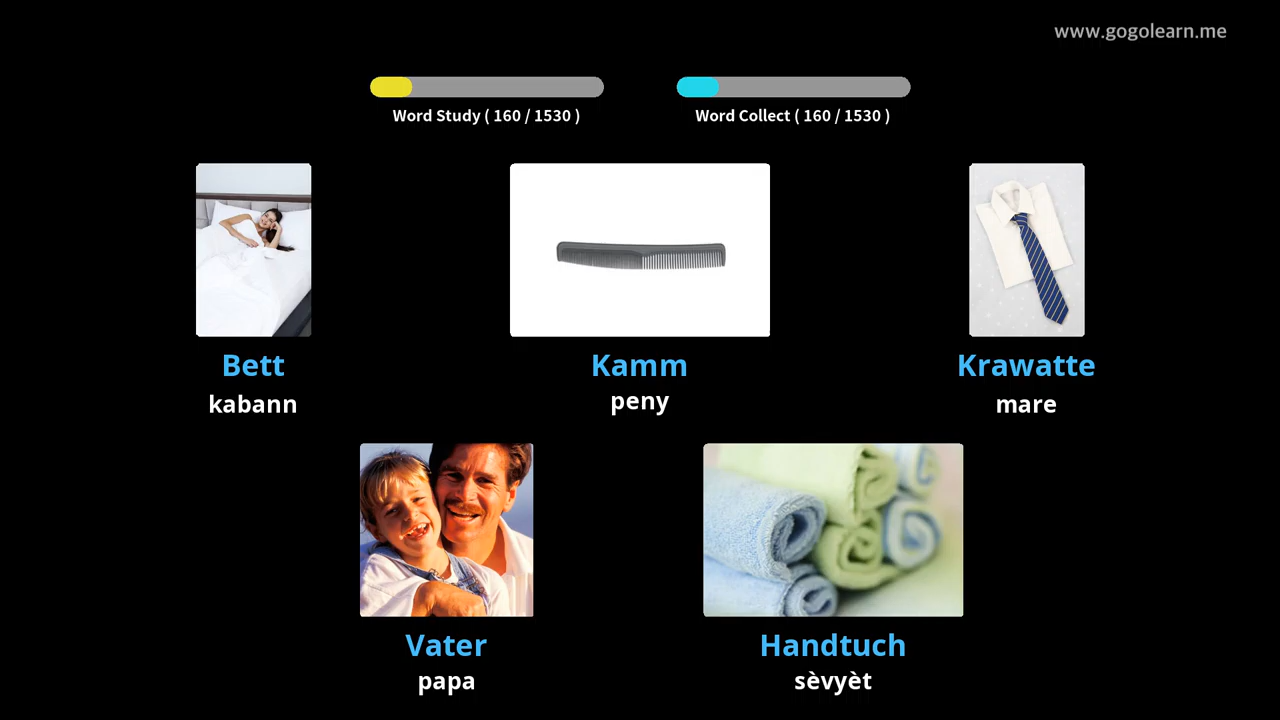 www.gogolearn.me
Word Study ( 160 / 1530 )
Word Collect ( 160 / 1530 )
Bett
kabann
Kamm
peny
Krawatte
mare
Vater
papa
Handtuch
sèvyèt